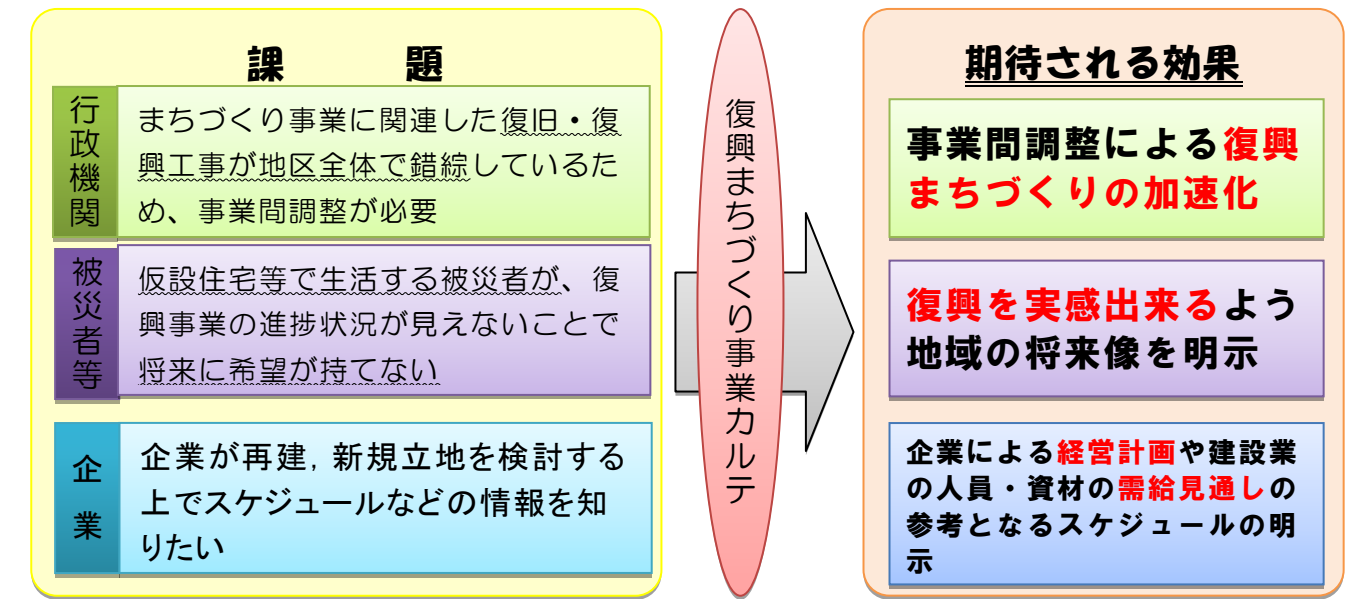 課 題
行政機関
まちづくり事業に関連した復旧・復
興工事が地区全体で錯綜しているた
め、事業間調整が必要
被災者等
仮設住宅等で生活する被災者が、復
興事業の進捗状況が見えないことで
将来に希望が持てない
企業
企業が再建，新規立地を検討する
上でスケジュールなどの情報を知
りたい
復興まちづくり事業カルテ
期待される効果
事業間調整による復興
まちづくりの加速化
復興を実感出来るよう
地域の将来像を明示
企業による経営計画や建設業
の人員・資材の需給見通しの
参考となるスケジュールの明
示